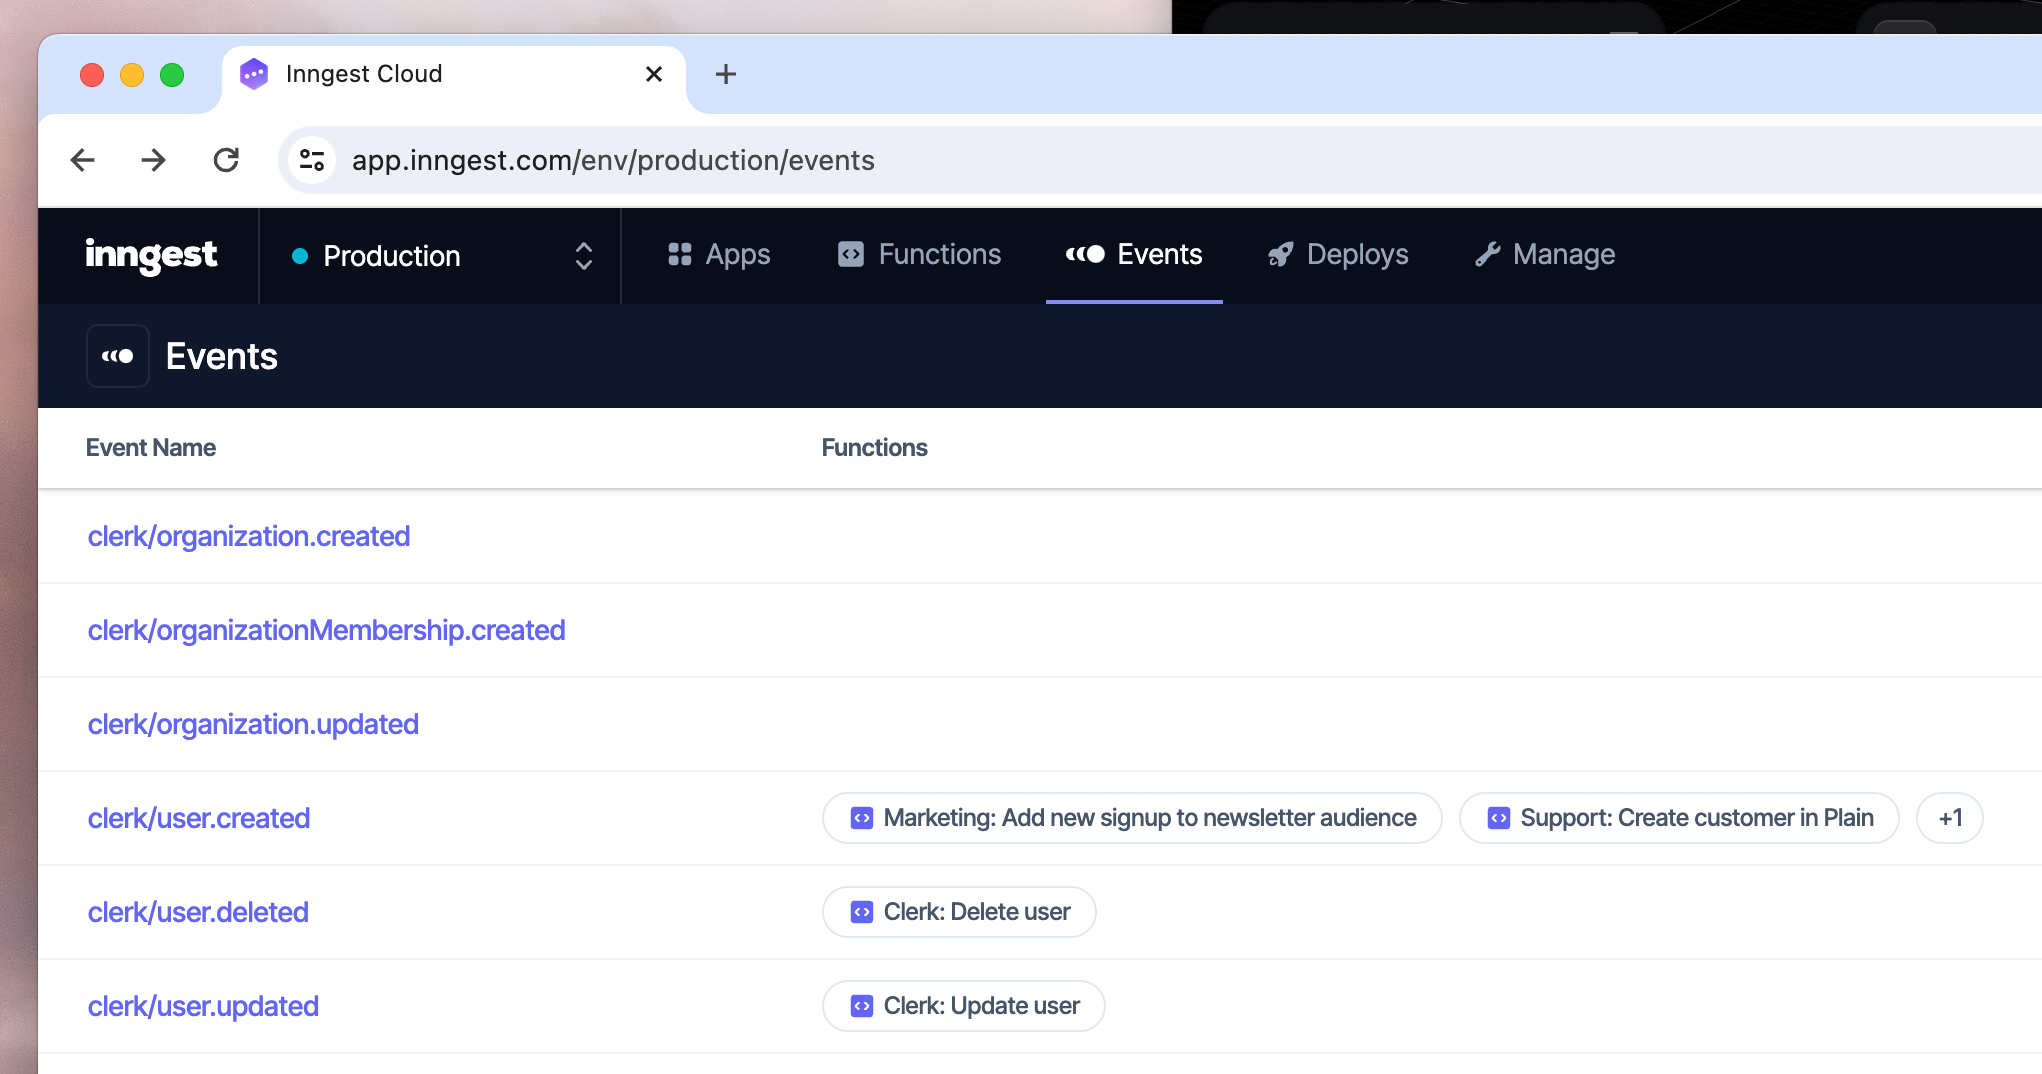 Inngest Cloud
app.inngest.com/env/production/events
inngest
Production
Apps
Functions
Events
Deploys
Manage
Events
Event Name
Functions
clerk/organization.created
clerk/organizationMembership.created
clerk/organization.updated
clerk/user.created
Marketing: Add new signup to newsletter audience
Support: Create customer in Plain
+1
clerk/user.deleted
Clerk: Delete user
clerk/user.updated
Clerk: Update user